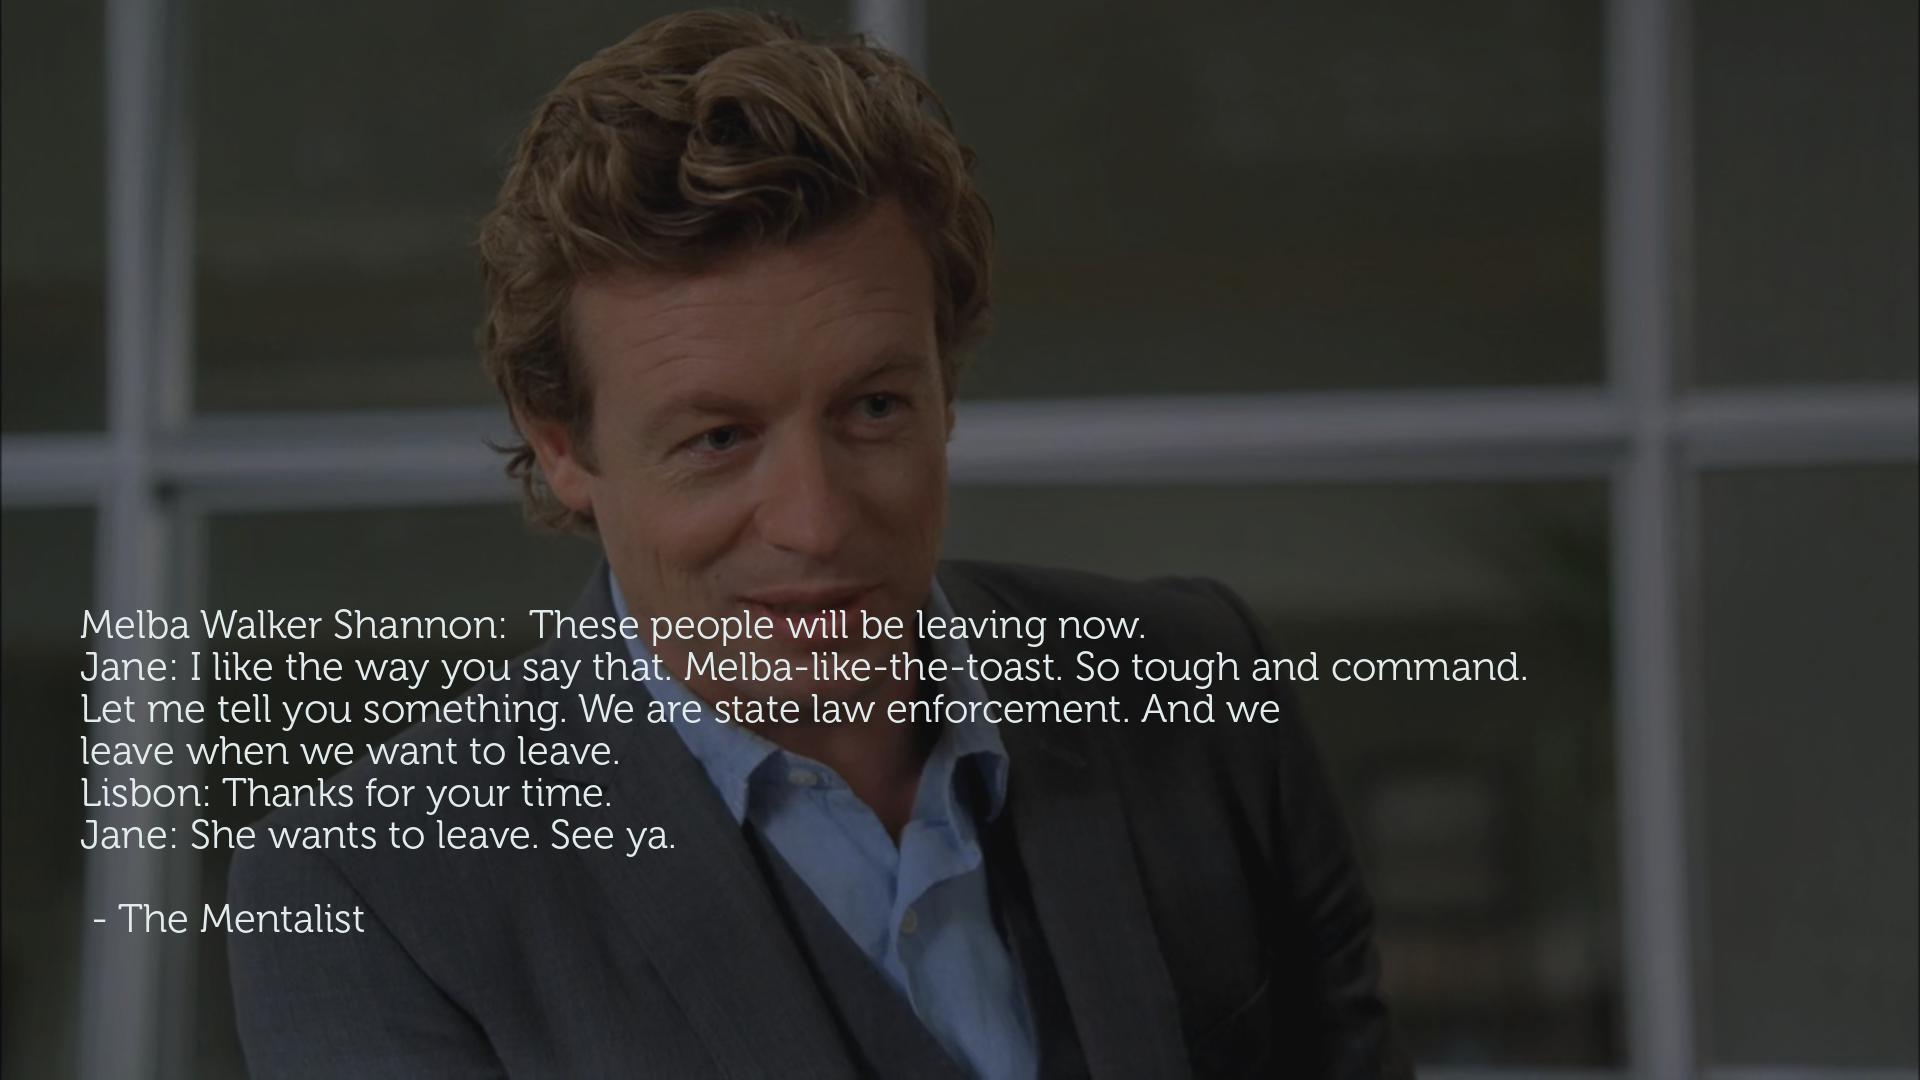 Melba Walker Shannon:  These people will be leaving now.
Jane: I like the way you say that. Melba-like-the-toast. So tough and command.
Let me tell you something. We are state law enforcement. And we
leave when we want to leave.
Lisbon: Thanks for your time.
Jane: She wants to leave. See ya.
- The Mentalist